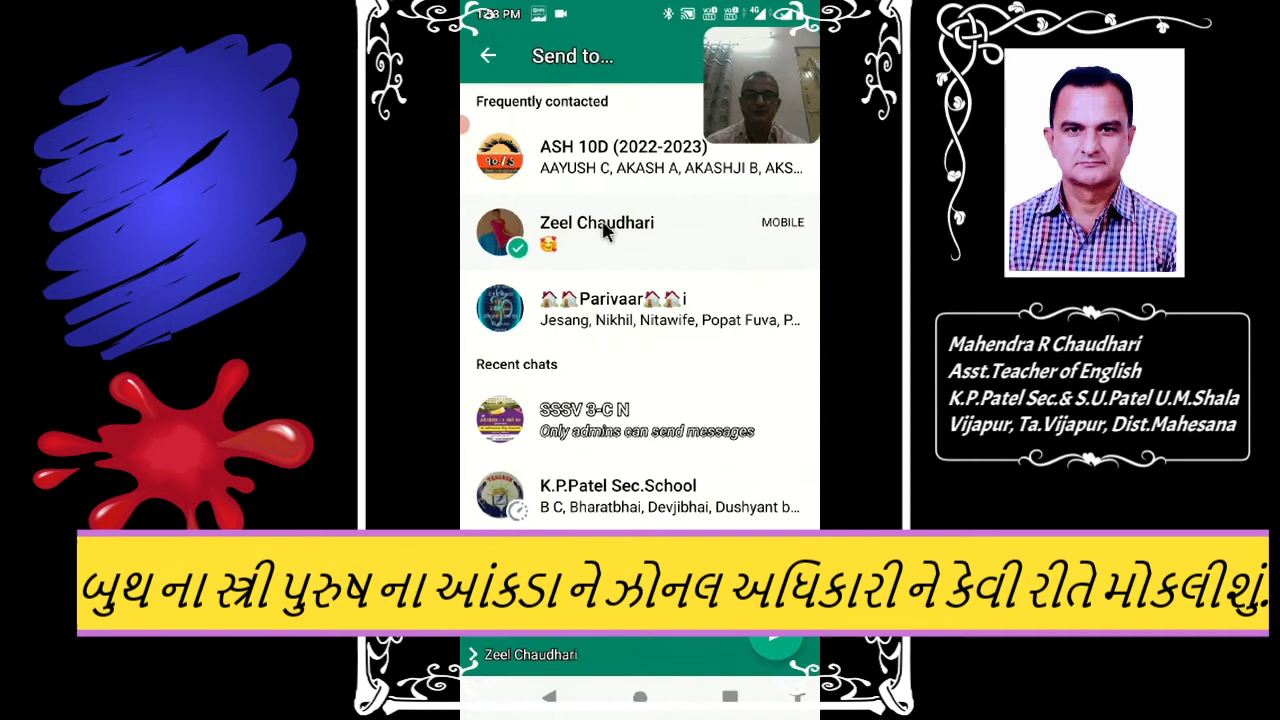 1:33 PM
Send to...
Frequently contacted
ASH 10D (2022-2023)
AAYUSH C, AKASH A, AKASHJI B, AKS...
Zeel Chaudhari
MOBILE
🏠🏠Parivaar🏠🏠i
Jesang, Nikhil, Nitawife, Popat Fuva, P...
Recent chats
SSSV 3-C N
Only admins can send messages
K.P.Patel Sec.School
B C, Bharatbhai, Devjibhai, Dushyant b...
Zeel Chaudhari
Mahendra R Chaudhari
Asst.Teacher of English
K.P.Patel Sec.& S.U.Patel U.M.Shala
Vijapur, Ta.Vijapur, Dist.Mahesana
બુથ ના સ્ત્રી પુરુષ ના આંકડા ને ઝોનલ અધિકારી ને કેવી રીતે મોકલીશું.